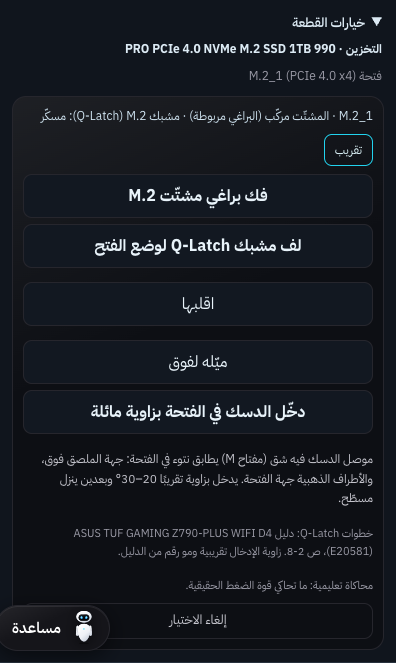 ▼ خيارات القطعة
التخزين · 990 PRO PCIe 4.0 NVMe M.2 SSD 1TB
فتحة M.2_1 (PCIe 4.0 x4)
M.2_1 · المشتّت مركّب (البراغي مربوطة) · مشبك M.2 (Q-Latch): مسكّر
تقريب
فك براغي مشتّت M.2
لف مشبك Q-Latch لوضع الفتح
اقلبها
ميّله لفوق
دخّل الدسك في الفتحة بزاوية مائلة
موصل الدسك فيه شق (مفتاح M) يطابق نتوء في الفتحة: جهة الملصق فوق،
والأطراف الذهبية جهة الفتحة. يدخل بزاوية تقريبًا 20–30° وبعدين ينزل
مسطّح.
خطوات Q-Latch: دليل ASUS TUF GAMING Z790-PLUS WIFI D4
(E20581)، ص 2-8. زاوية الإدخال تقريبية ومو رقم من الدليل.
محاكاة تعليمية: ما تحاكي قوة الضغط الحقيقية.
إلغاء الاختيار
مساعدة